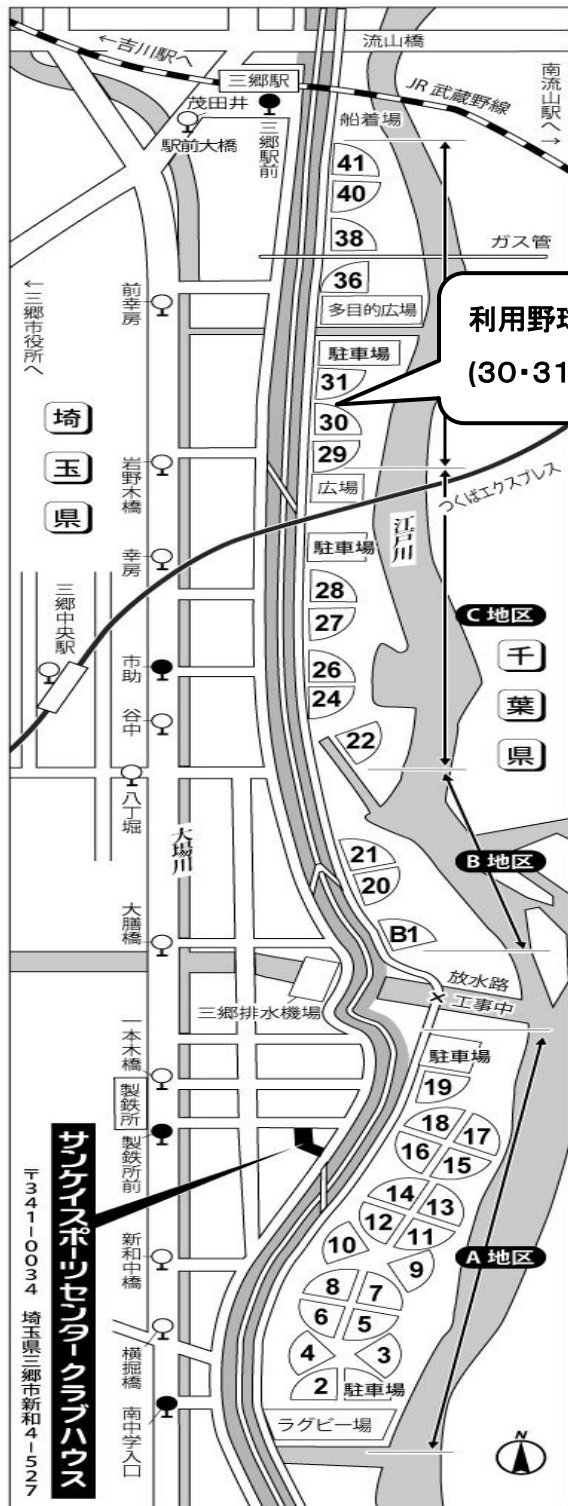 ←吉川駅へ
流山橋
三郷駅
JR 武蔵野線
南流山駅へ→
茂田井
駅前大橋
三郷駅前
船着場
41
40
38
ガス管
36
多目的広場
前幸房
←三郷市役所へ
利用野球
(30・31
駐車場
31
30
29
広場
埼
玉
県
岩野木橋
つくばエクスプレス
江戸川
幸房
駐車場
28
27
C 地区
三郷中央駅
市助
26
24
千
葉
県
谷中
22
八丁堀
大場川
21
20
B 地区
大膳橋
B1
放水路
×工事中
三郷排水機場
一本木橋
駐車場
19
製鉄所
製鉄所前
18
17
16
15
14
13
12
11
10
9
A 地区
新和中橋
8
7
6
5
横堀橋
4
3
2
駐車場
南中学入口
ラグビー場
サンケイスポーツセンタークラブハウス
〒341-0034 埼玉県三郷市新和4-527
N